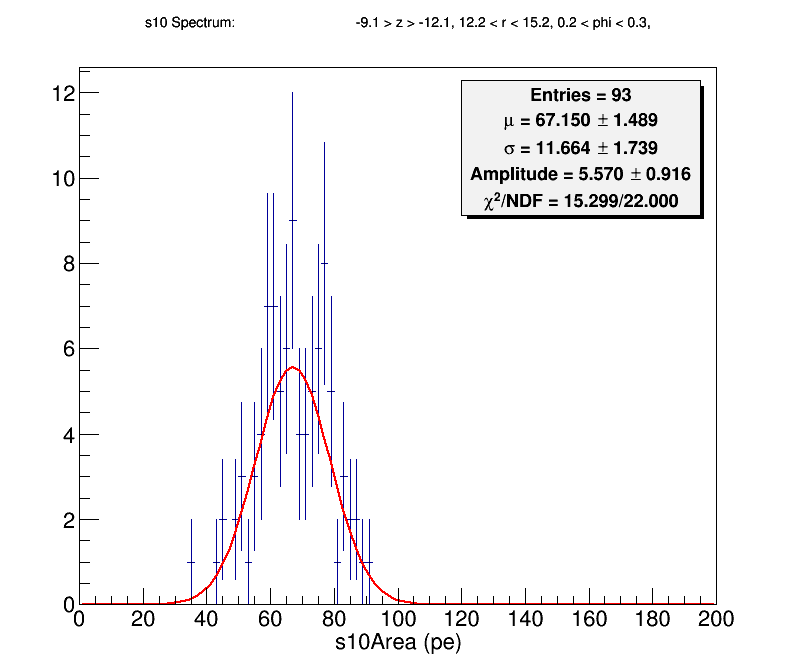 s10 Spectrum: -9.1 > z > -12.1, 12.2 < r < 15.2, 0.2 < phi < 0.3,
Entries = 93
μ = 67.150 ± 1.489
σ = 11.664 ± 1.739
Amplitude = 5.570 ± 0.916
χ²/NDF = 15.299/22.000
12
10
8
6
4
2
0
0 20 40 60 80 100 120 140 160 180 200
s10Area (pe)